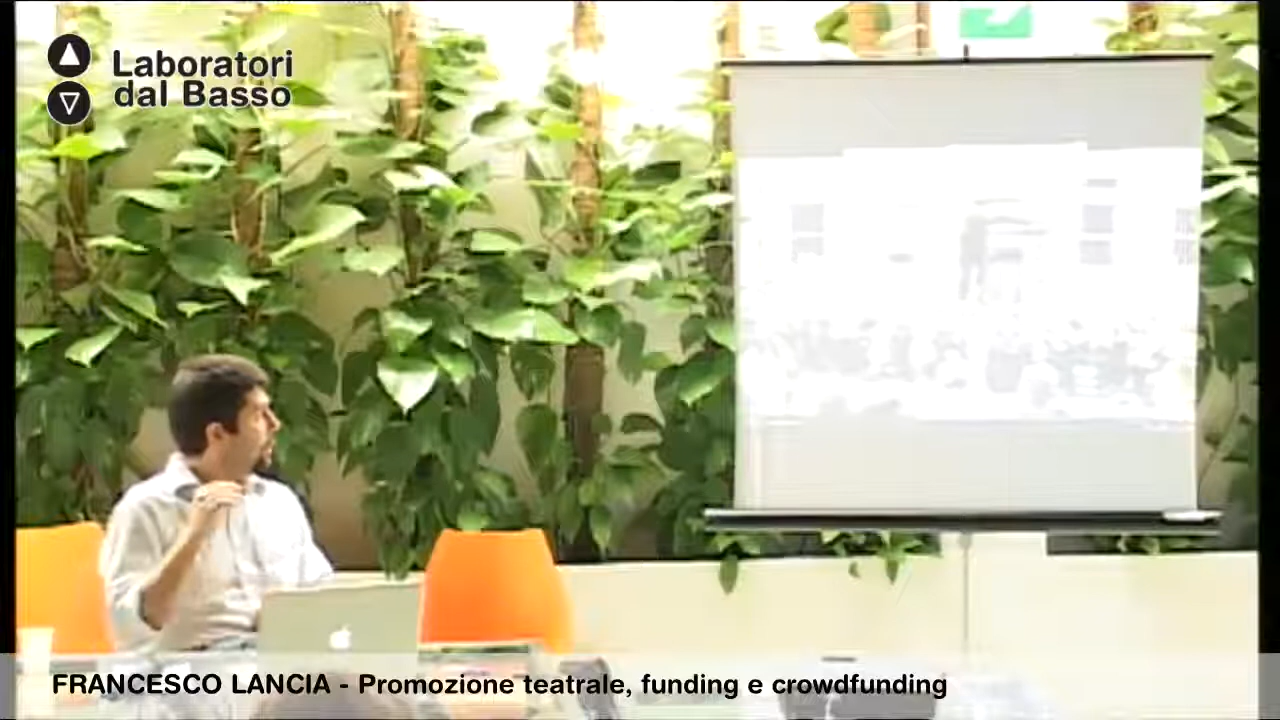 Laboratori
dal Basso
FRANCESCO LANCIA - Promozione teatrale, funding e crowdfunding